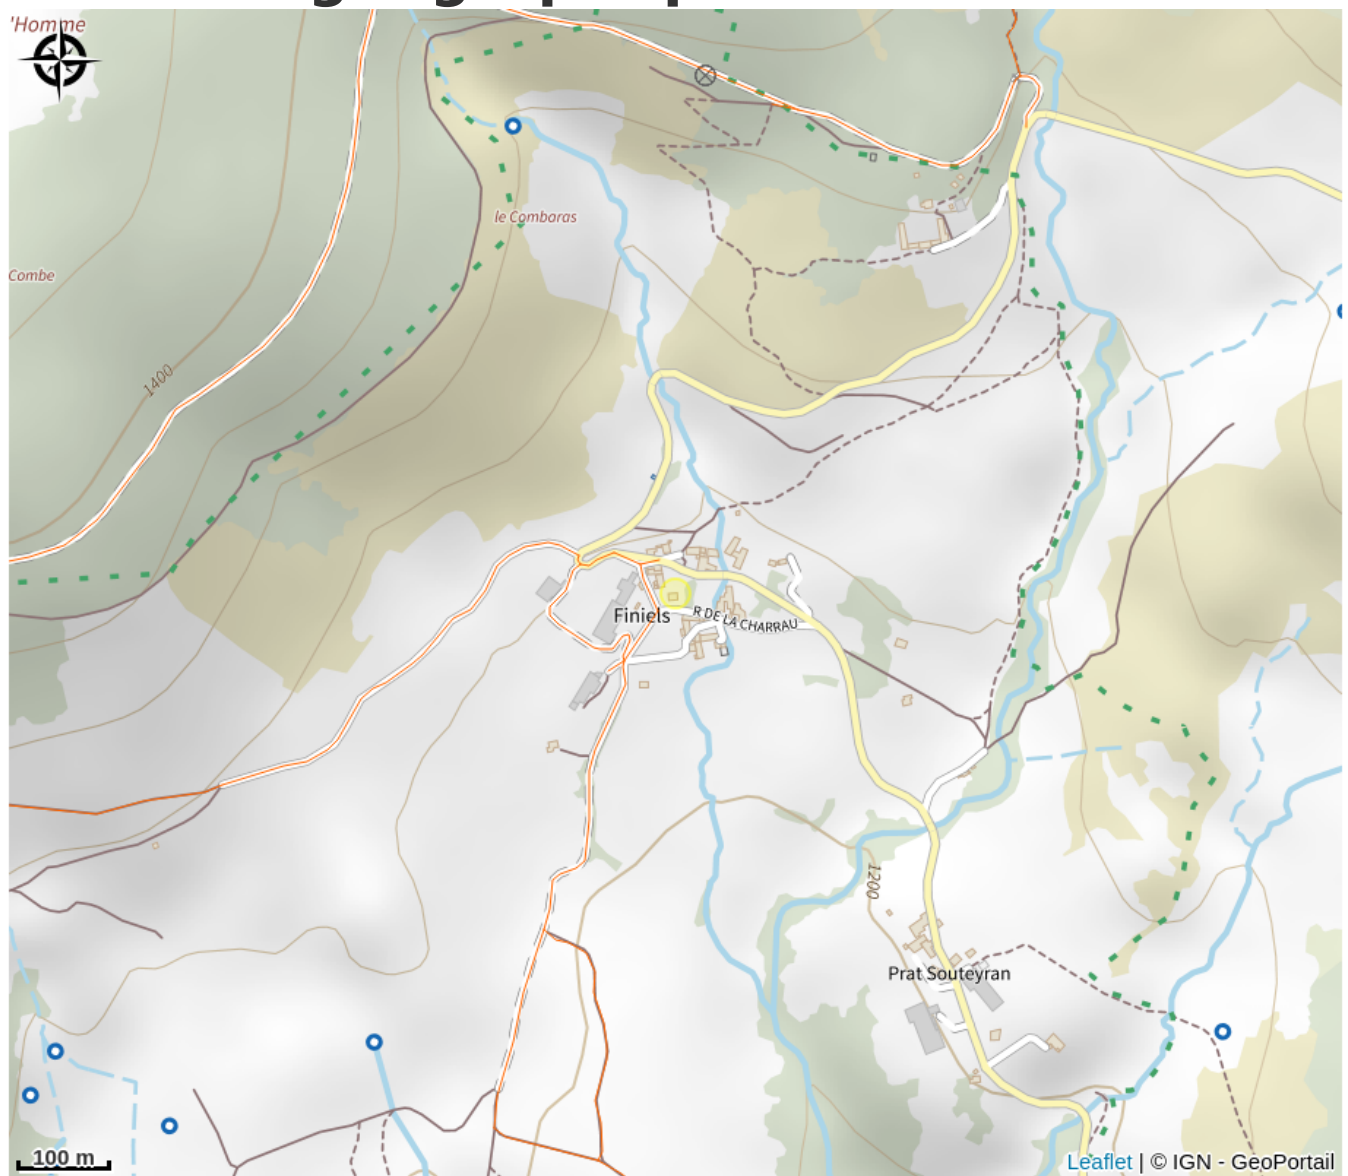 'Homme
le Combaras
Combe
1400
Finiels
R DE LA CHARRAU
1200
Prat Souteyran
100 m
Leaflet | © IGN - GeoPortail